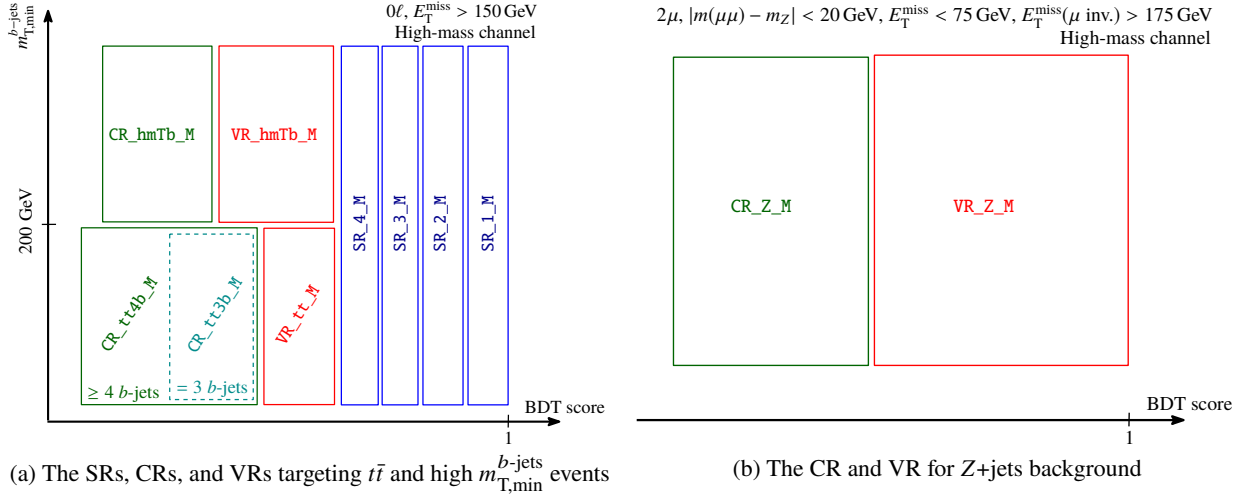 m_{T,min}^{b-jets}
0ℓ, E_T^{miss} > 150 GeV
High-mass channel
CR_hmTb_M
VR_hmTb_M
200 GeV
SR_4_M
SR_3_M
SR_2_M
SR_1_M
CR_tt4b_M
CR_tt3b_M
VR_tt_M
≥ 4 b-jets
= 3 b-jets
BDT score
1
(a) The SRs, CRs, and VRs targeting tt̄ and high m_{T,min}^{b-jets} events
2μ, |m(μμ) − m_Z| < 20 GeV, E_T^{miss} < 75 GeV, E_T^{miss}(μ inv.) > 175 GeV
High-mass channel
CR_Z_M
VR_Z_M
BDT score
1
(b) The CR and VR for Z+jets background